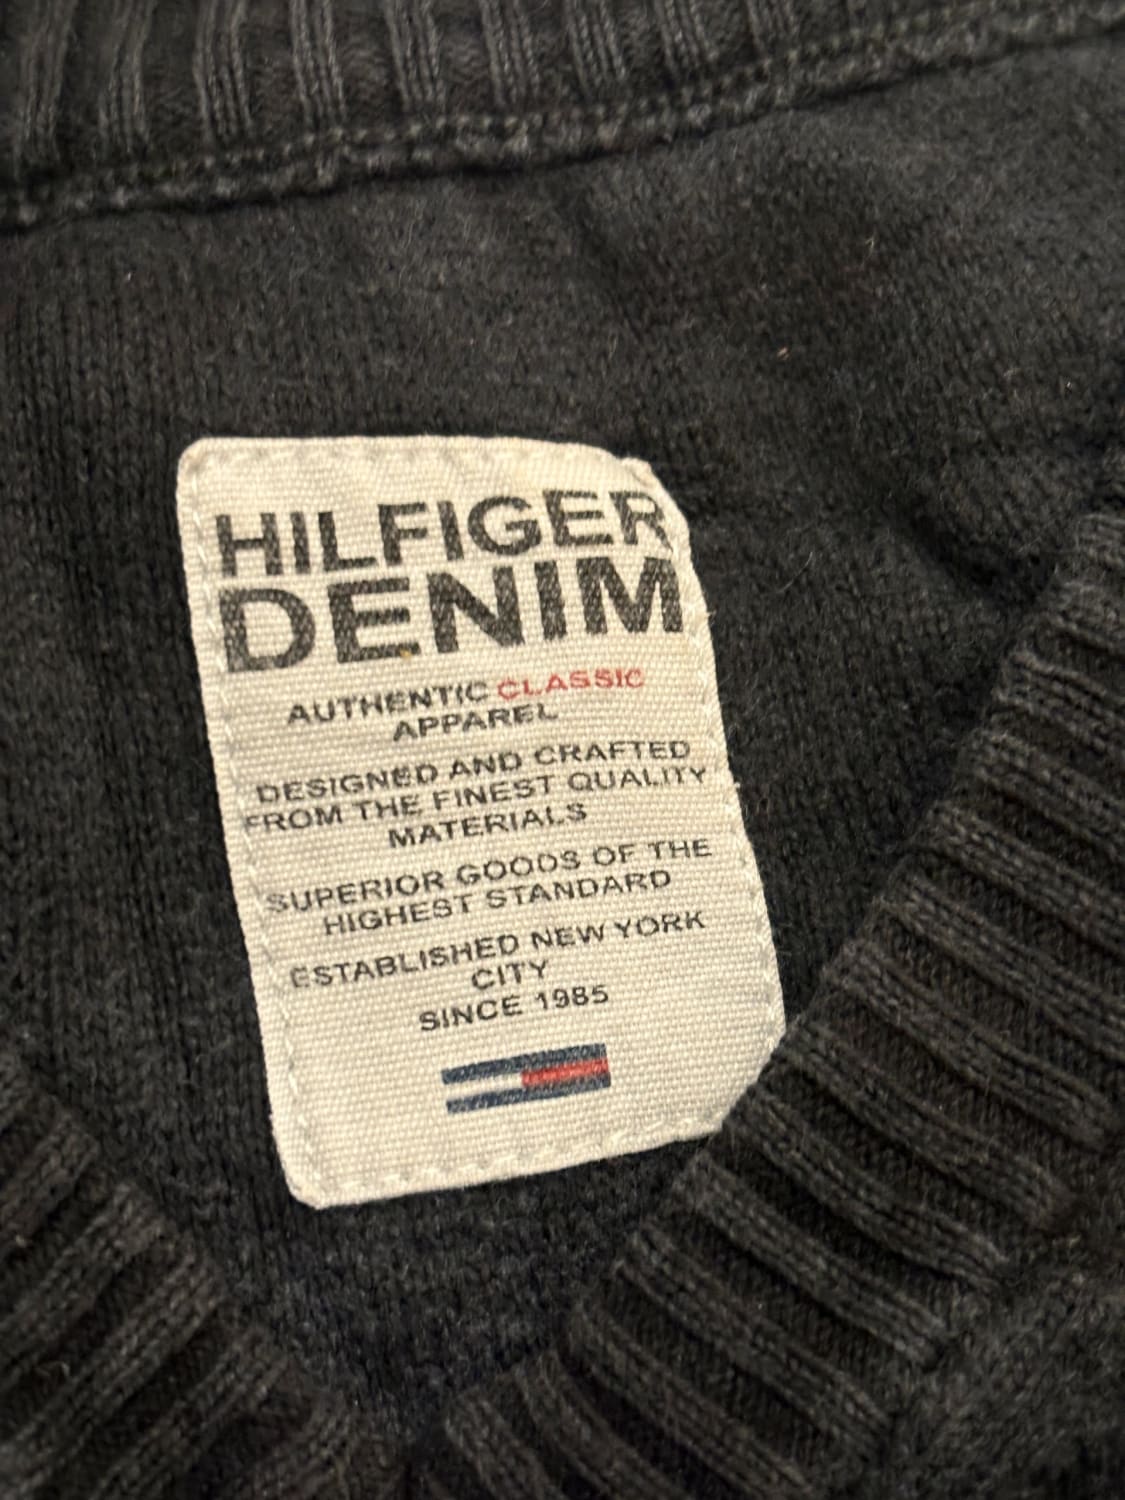 HILFIGER
DENIM
AUTHENTIC CLASSIC
APPAREL
DESIGNED AND CRAFTED
FROM THE FINEST QUALITY
MATERIALS
SUPERIOR GOODS OF THE
HIGHEST STANDARD
ESTABLISHED NEW YORK
CITY
SINCE 1985